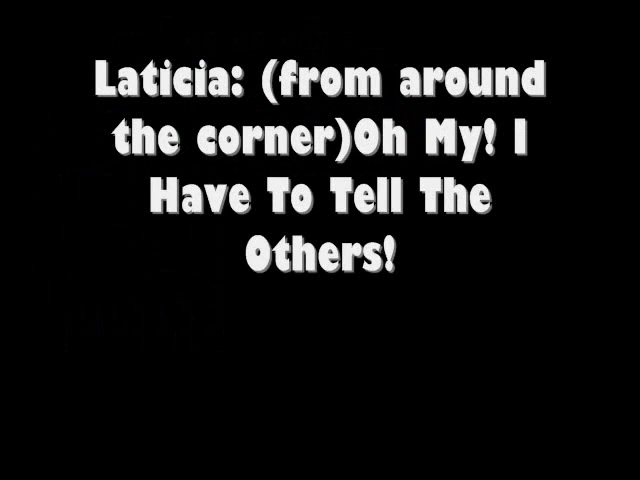 Laticia: (from around
the corner)Oh My! I
Have To Tell The
Others!